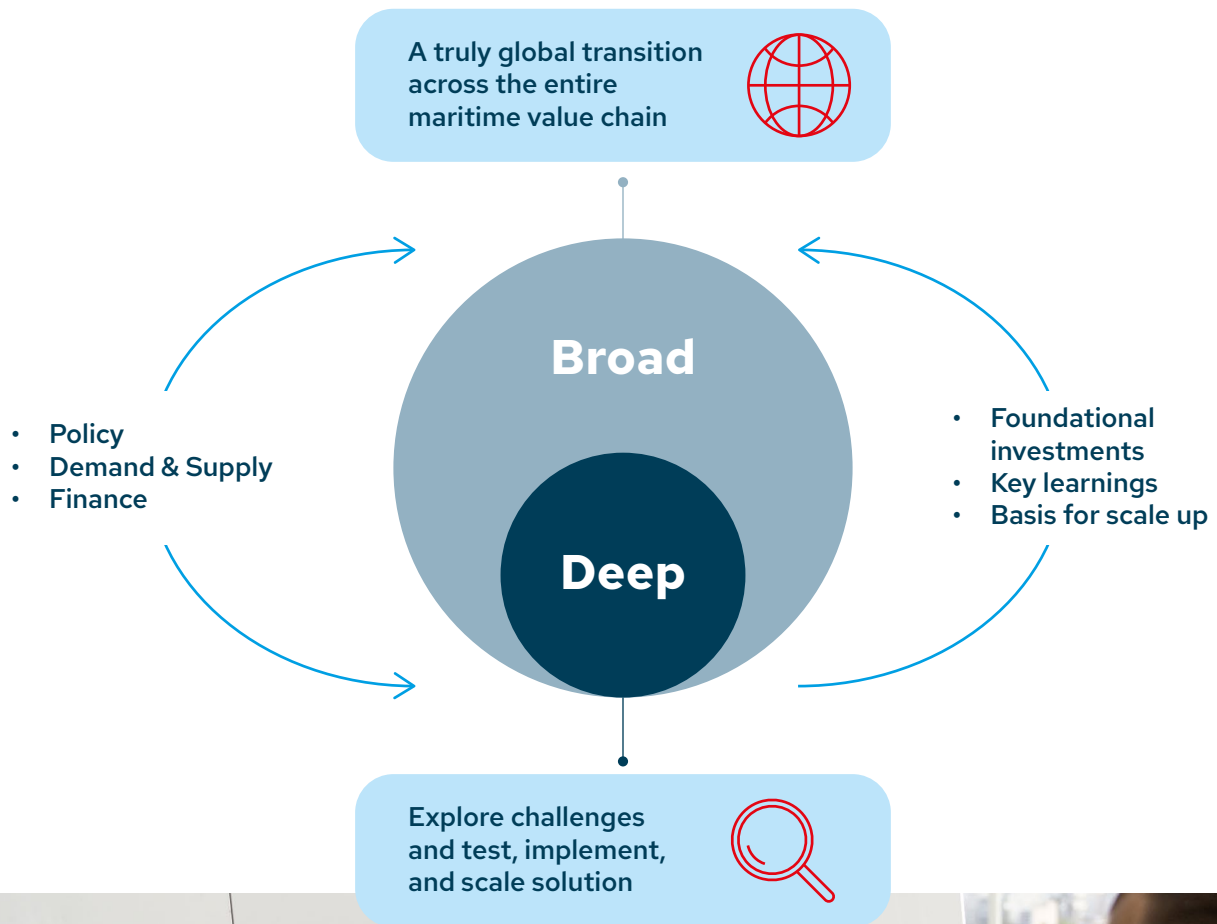 A truly global transition
across the entire
maritime value chain
Broad
• Policy
• Demand & Supply
• Finance
• Foundational
investments
• Key learnings
• Basis for scale up
Deep
Explore challenges
and test, implement,
and scale solution